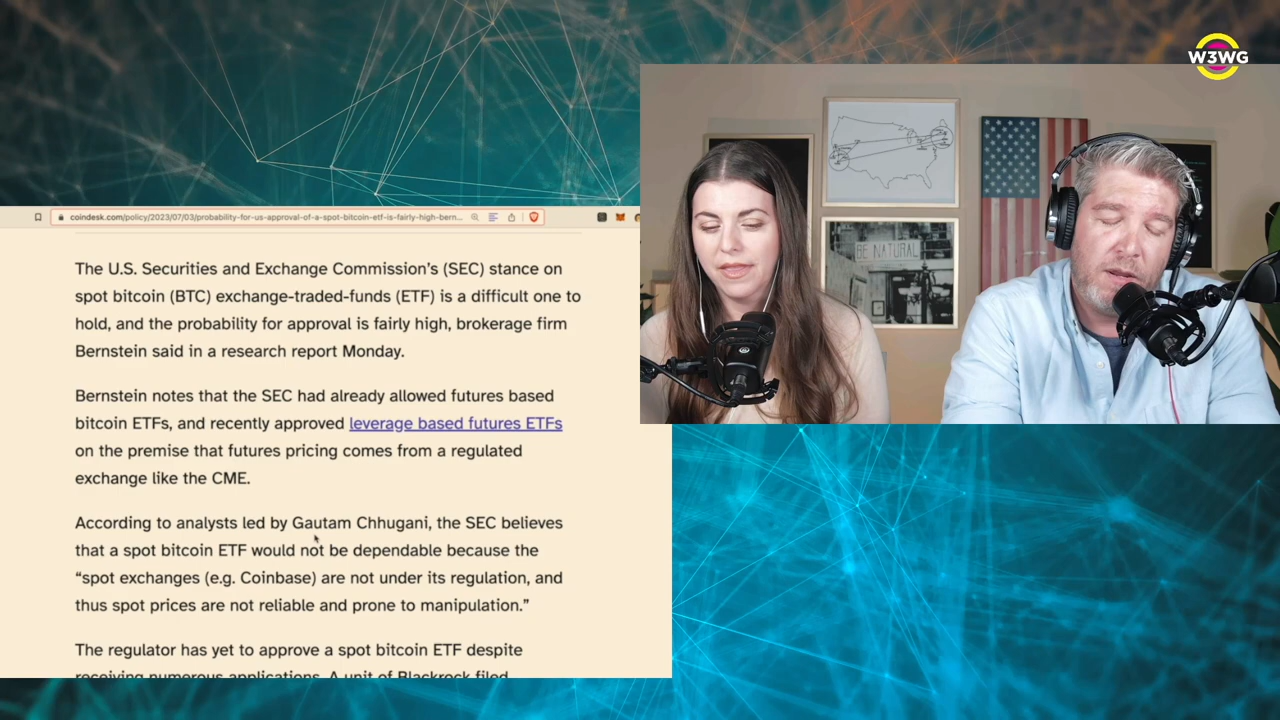 W3WG
coindesk.com/policy/2023/07/03/probability-for-us-approval-of-a-spot-bitcoin-etf-is-fairly-high-bern...
BE NATURAL
The U.S. Securities and Exchange Commission's (SEC) stance on
spot bitcoin (BTC) exchange-traded-funds (ETF) is a difficult one to
hold, and the probability for approval is fairly high, brokerage firm
Bernstein said in a research report Monday.
Bernstein notes that the SEC had already allowed futures based
bitcoin ETFs, and recently approved leverage based futures ETFs
on the premise that futures pricing comes from a regulated
exchange like the CME.
According to analysts led by Gautam Chhugani, the SEC believes
that a spot bitcoin ETF would not be dependable because the
“spot exchanges (e.g. Coinbase) are not under its regulation, and
thus spot prices are not reliable and prone to manipulation.”
The regulator has yet to approve a spot bitcoin ETF despite
receiving numerous applications. A unit of Blackrock filed